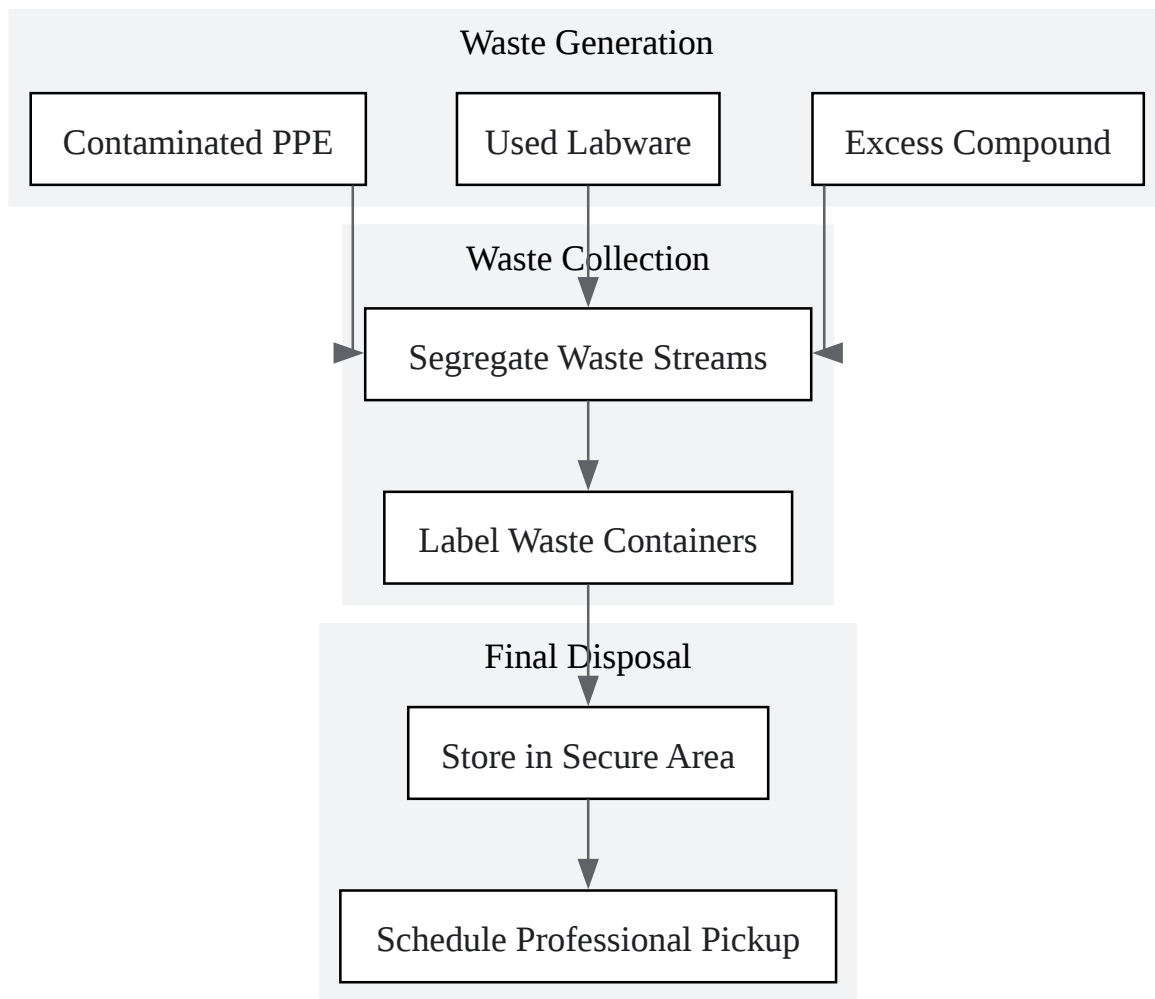 Waste Generation
Contaminated PPE
Used Labware
Excess Compound
Waste Collection
Segregate Waste Streams
Label Waste Containers
Final Disposal
Store in Secure Area
Schedule Professional Pickup